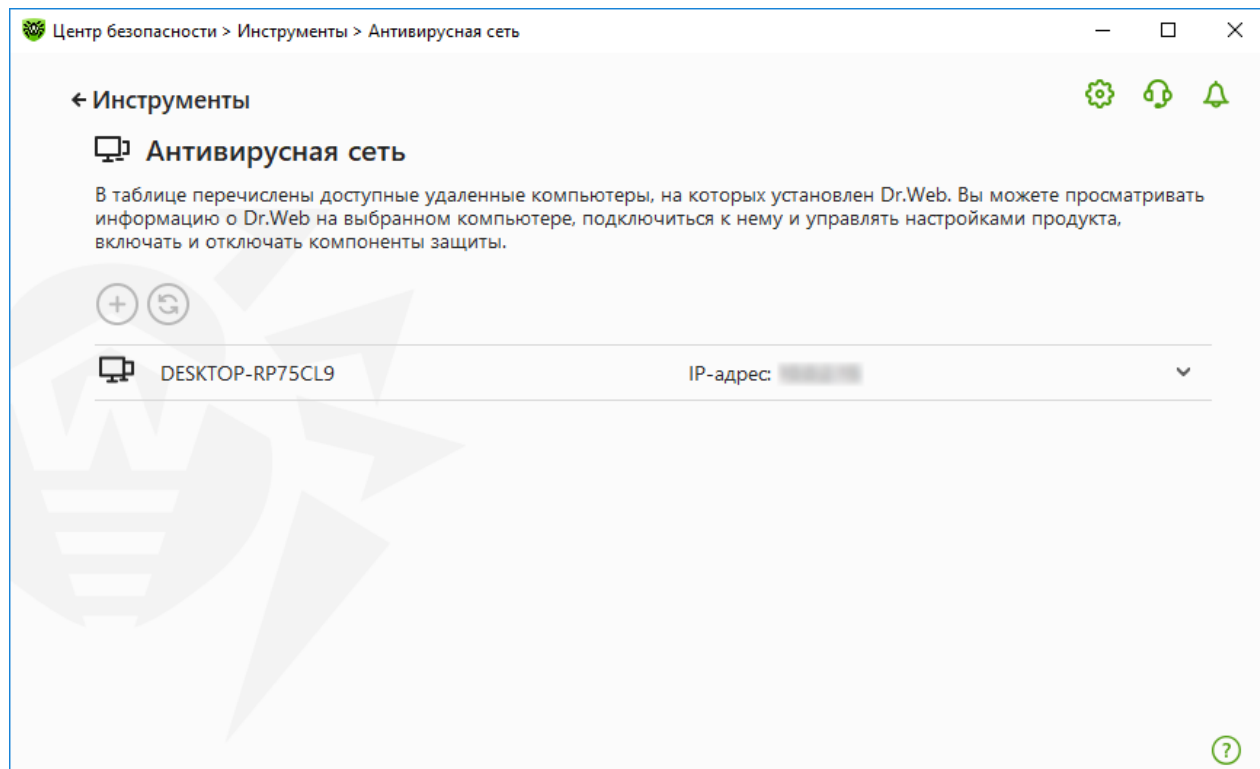 Центр безопасности > Инструменты > Антивирусная сеть
Инструменты
Антивирусная сеть
В таблице перечислены доступные удаленные компьютеры, на которых установлен Dr.Web. Вы можете просматривать
информацию о Dr.Web на выбранном компьютере, подключиться к нему и управлять настройками продукта,
включать и отключать компоненты защиты.
DESKTOP-RP75CL9 IP-адрес: